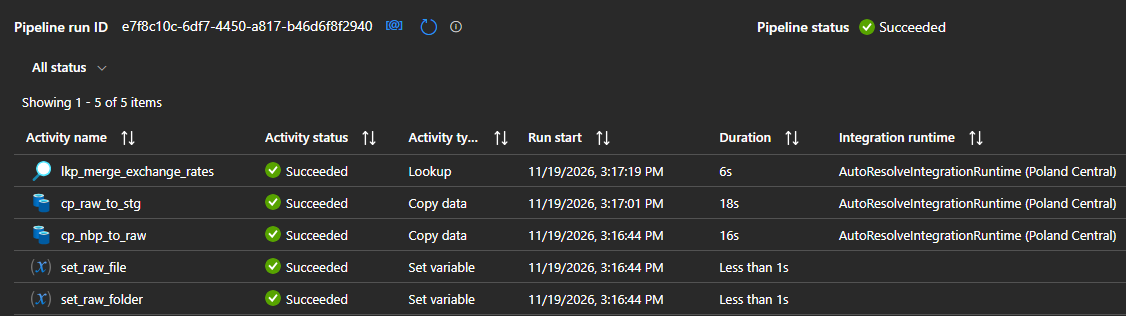 Pipeline run ID e7f8c10c-6df7-4450-a817-b46d6f8f2940 [@] Pipeline status Succeeded
All status
Showing 1 - 5 of 5 items
Activity name Activity status Activity ty... Run start Duration Integration runtime
lkp_merge_exchange_rates Succeeded Lookup 11/19/2026, 3:17:19 PM 6s AutoResolveIntegrationRuntime (Poland Central)
cp_raw_to_stg Succeeded Copy data 11/19/2026, 3:17:01 PM 18s AutoResolveIntegrationRuntime (Poland Central)
cp_nbp_to_raw Succeeded Copy data 11/19/2026, 3:16:44 PM 16s AutoResolveIntegrationRuntime (Poland Central)
(x) set_raw_file Succeeded Set variable 11/19/2026, 3:16:44 PM Less than 1s
(x) set_raw_folder Succeeded Set variable 11/19/2026, 3:16:44 PM Less than 1s